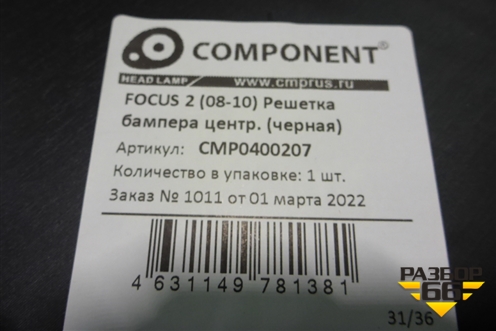 COMPONENT®
HEAD LAMP
www.cmprus.ru
FOCUS 2 (08-10) Решетка
бампера центр. (черная)
Артикул: CMP0400207
Количество в упаковке: 1 шт.
Заказ № 1011 от 01 марта 2022
4 631149 781381
31/36
РАЗБОР
66